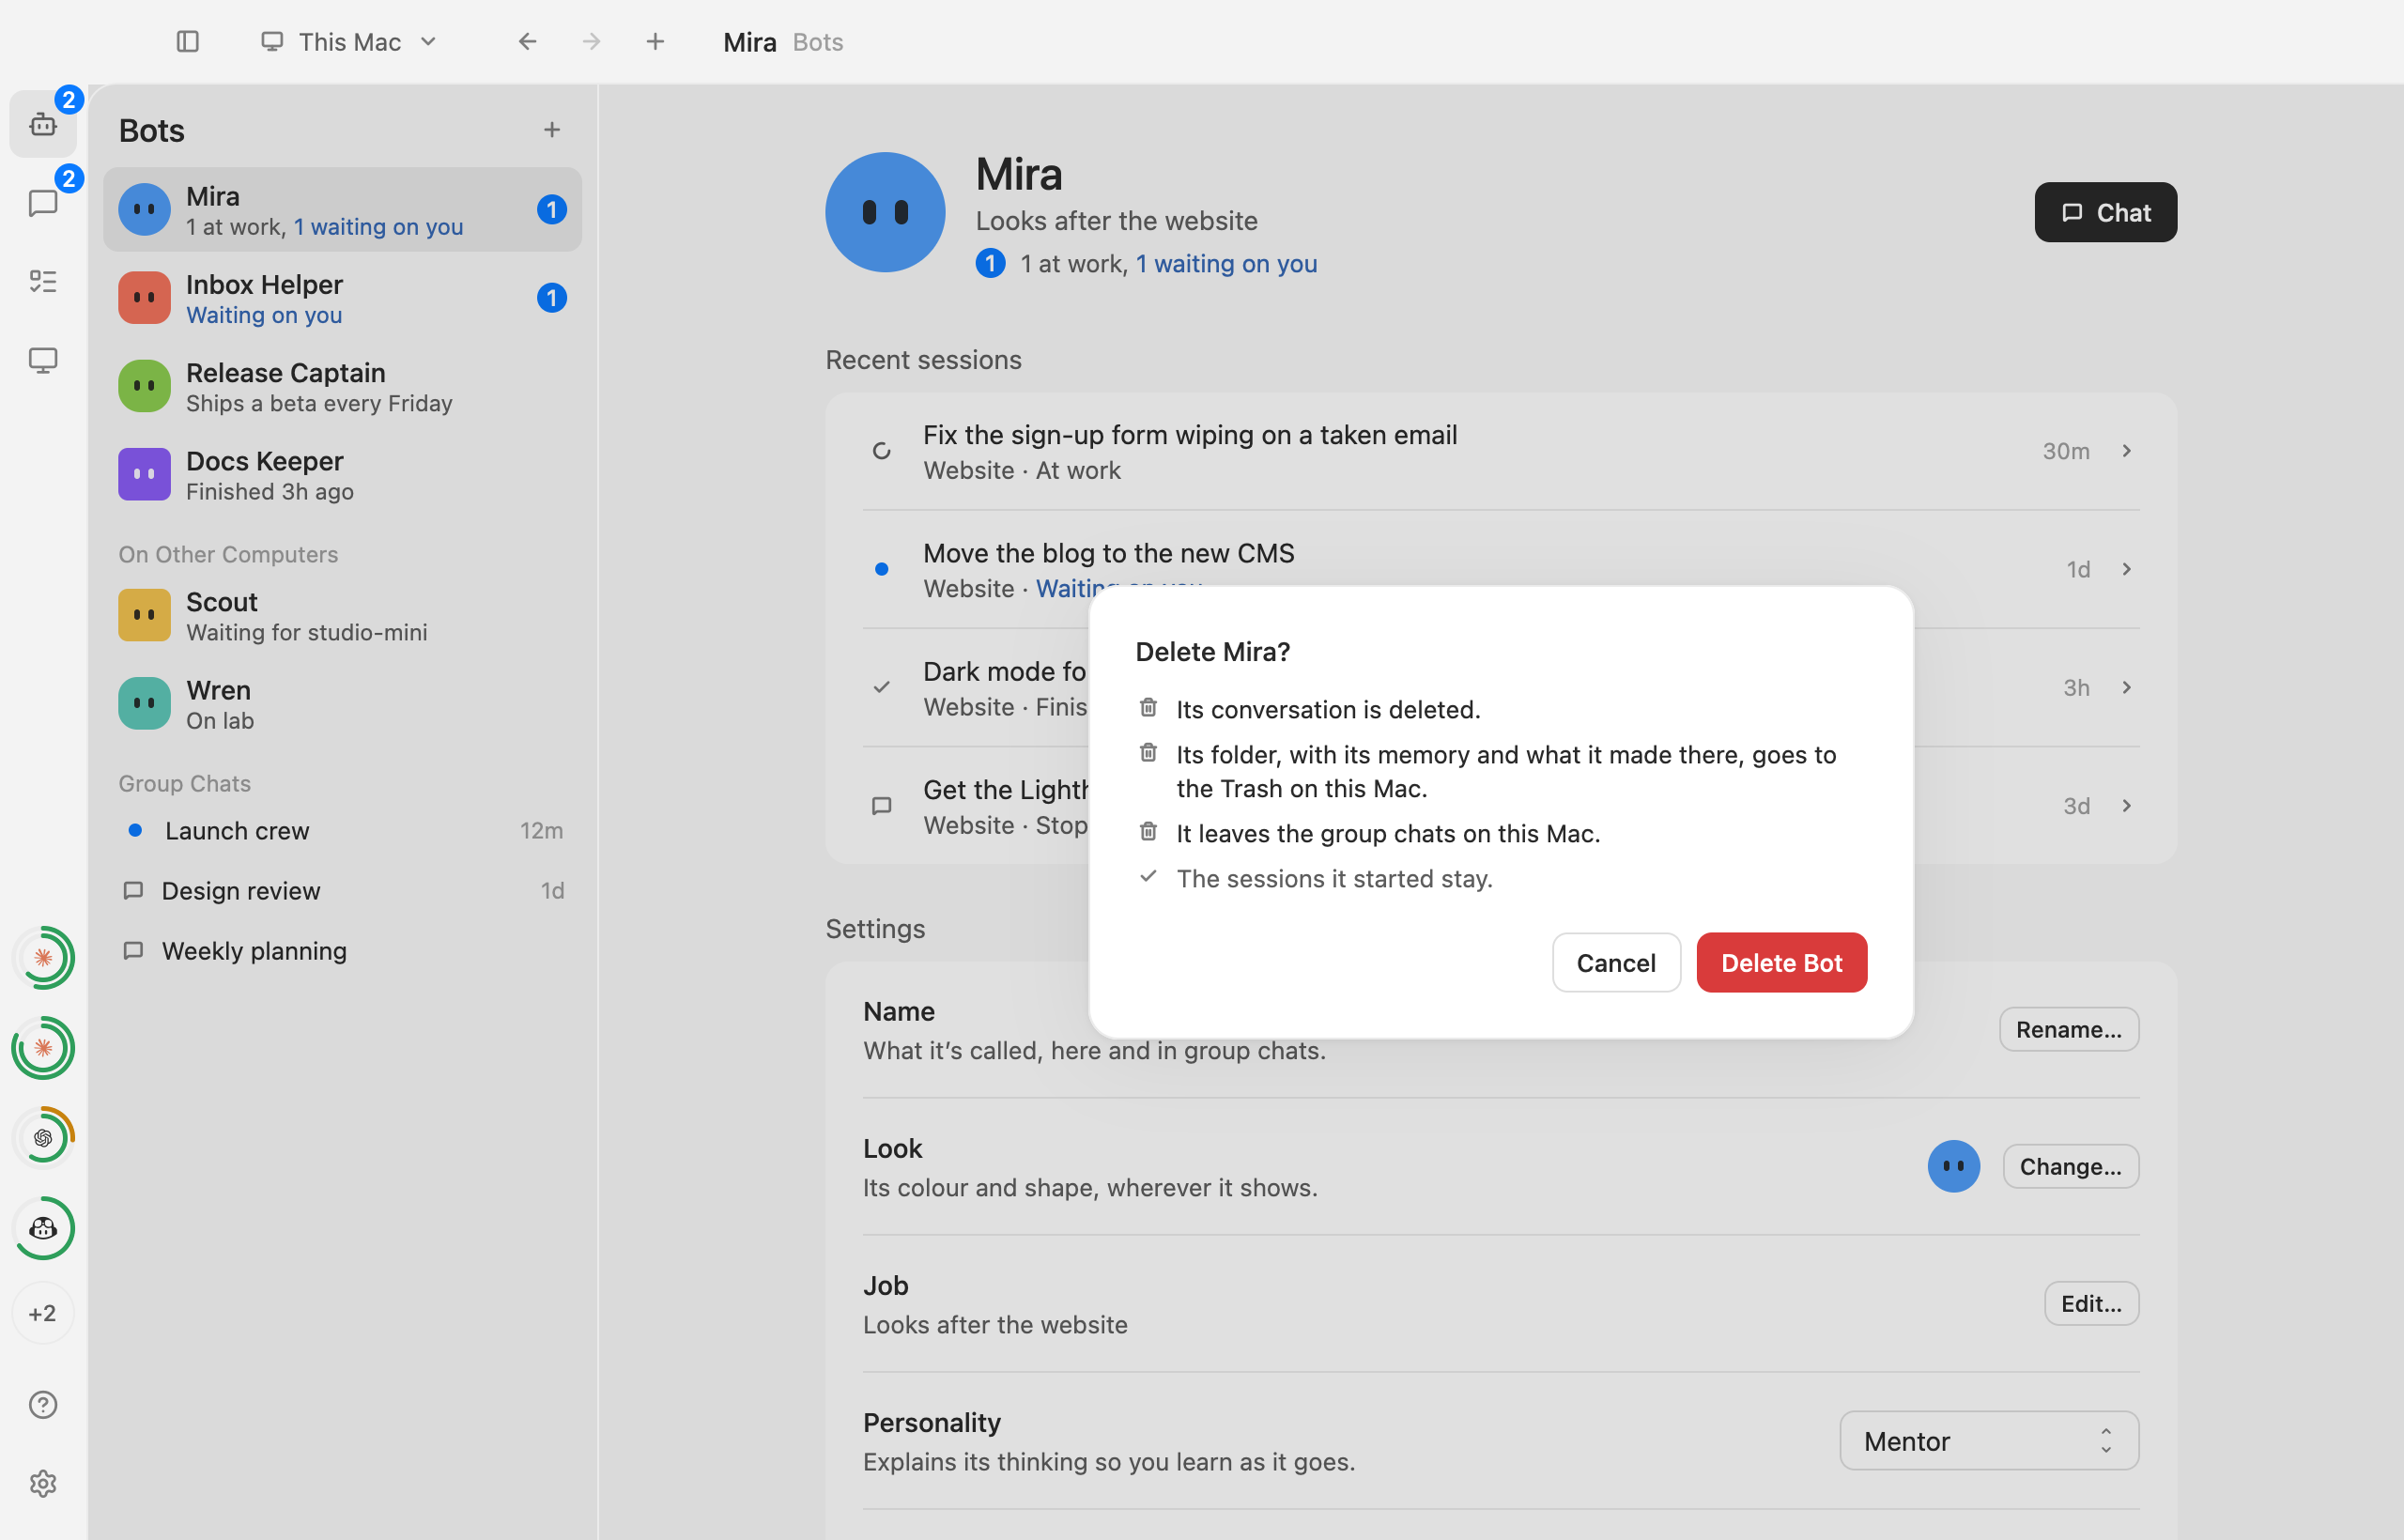 This Mac
Mira Bots
2
2
Bots
Mira
1 at work, 1 waiting on you
1
Inbox Helper
Waiting on you
1
Release Captain
Ships a beta every Friday
Docs Keeper
Finished 3h ago
On Other Computers
Scout
Waiting for studio-mini
Wren
On lab
Group Chats
Launch crew 12m
Design review 1d
Weekly planning
+2
Mira
Looks after the website
1 1 at work, 1 waiting on you
Chat
Recent sessions
Fix the sign-up form wiping on a taken email
Website · At work
30m
Move the blog to the new CMS
Website · Waiting on you
1d
Dark mode fo
Website · Finis
3h
Get the Lighth
Website · Stop
3d
Delete Mira?
Its conversation is deleted.
Its folder, with its memory and what it made there, goes to
the Trash on this Mac.
It leaves the group chats on this Mac.
The sessions it started stay.
Cancel
Delete Bot
Settings
Name
What it’s called, here and in group chats.
Rename...
Look
Its colour and shape, wherever it shows.
Change...
Job
Looks after the website
Edit...
Personality
Explains its thinking so you learn as it goes.
Mentor